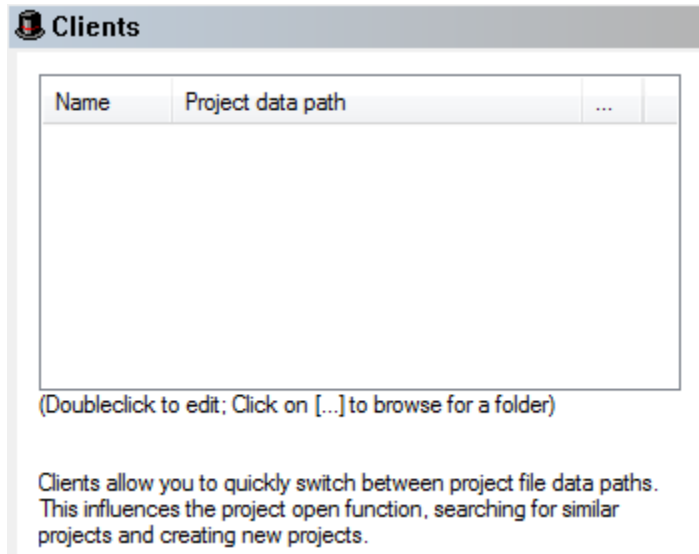 Clients
Name Project data path ...
(Doubleclick to edit; Click on [...] to browse for a folder)
Clients allow you to quickly switch between project file data paths.
This influences the project open function, searching for similar
projects and creating new projects.